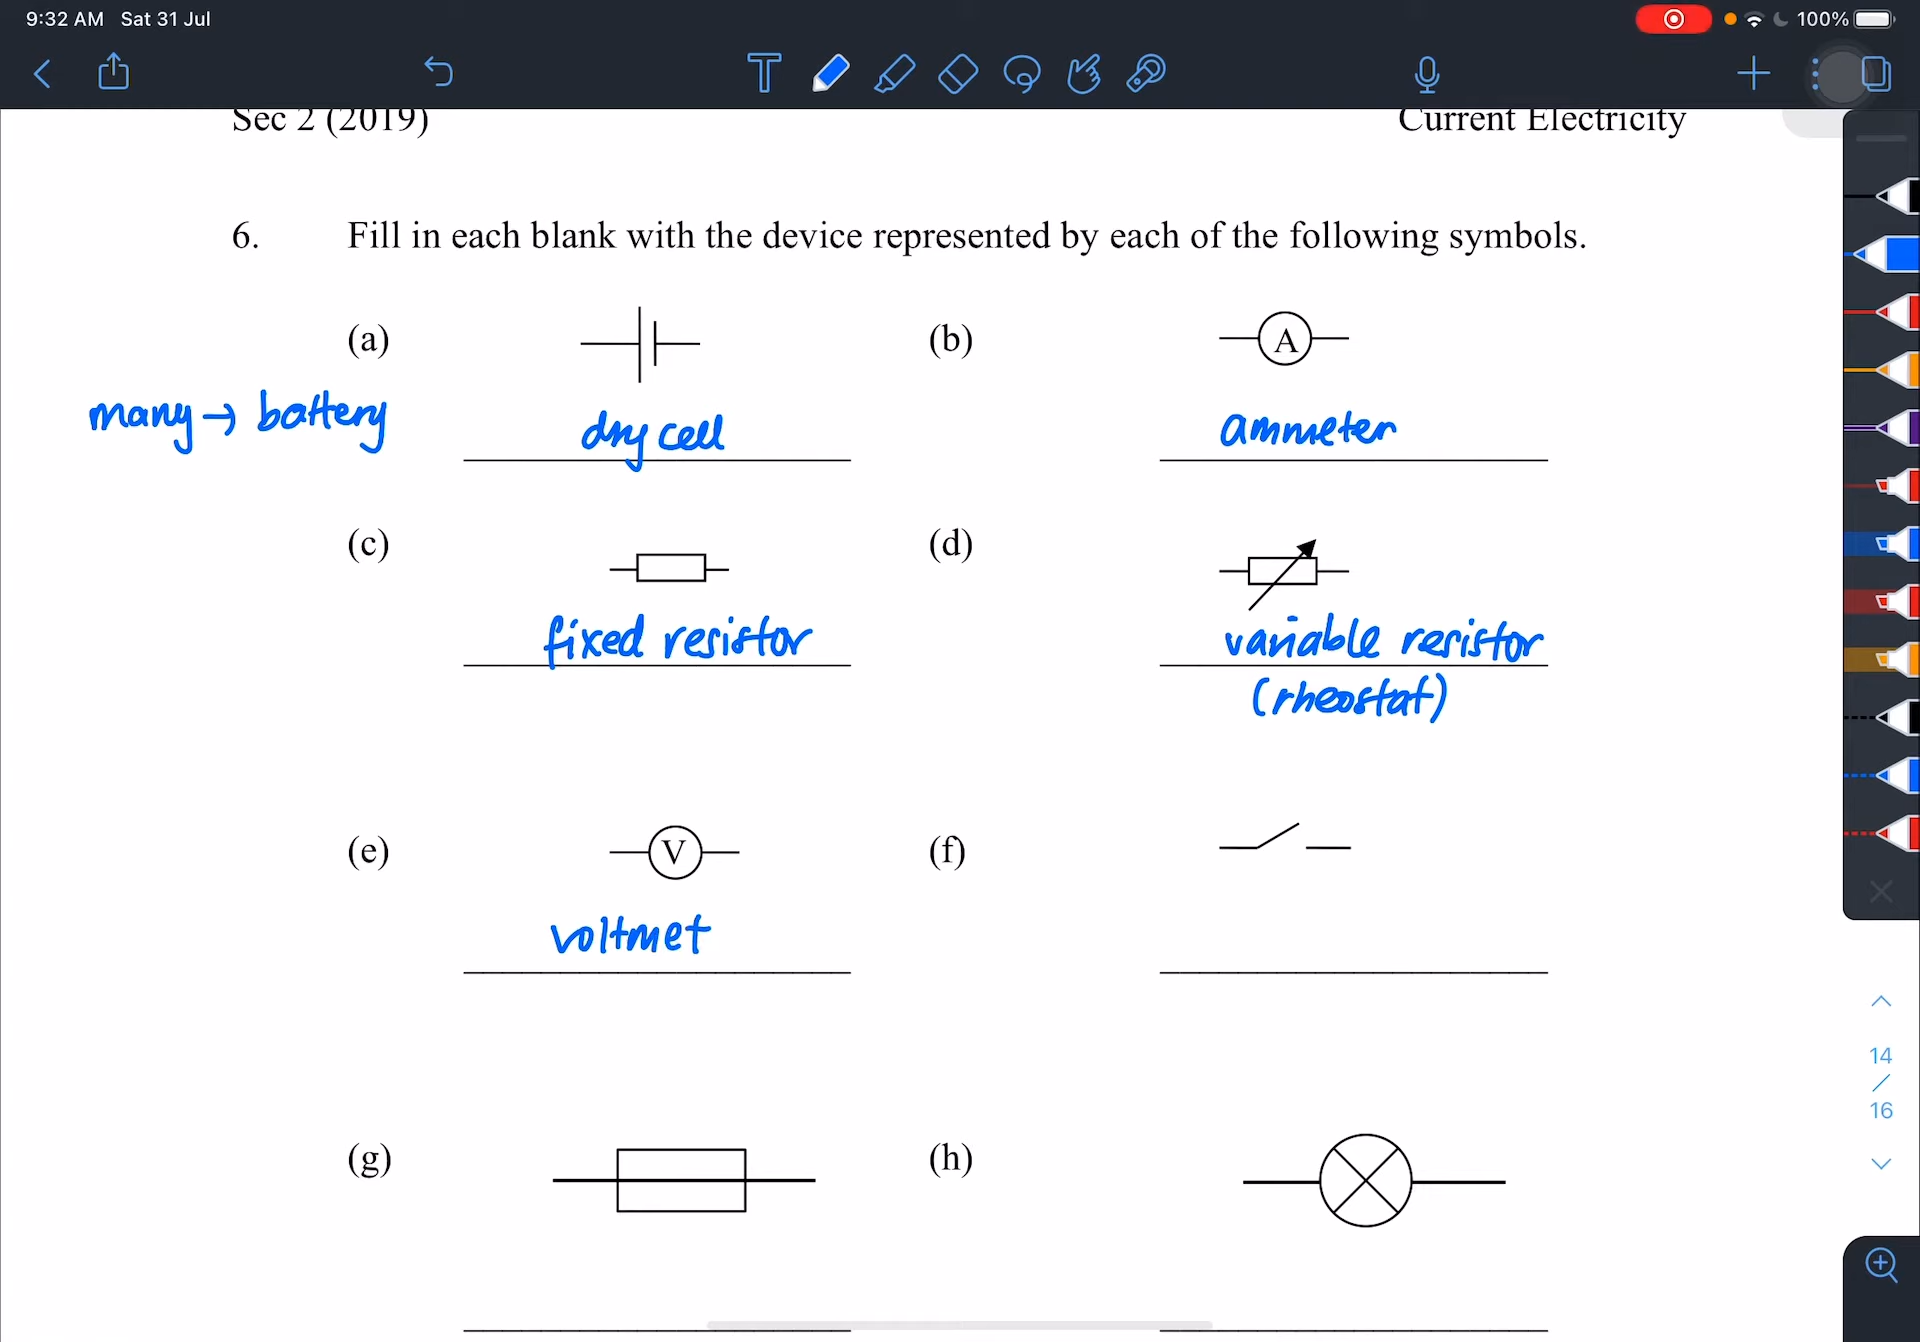 9:32 AM Sat 31 Jul
100%
Sec 2 (2019) Current Electricity
6. Fill in each blank with the device represented by each of the following symbols.
(a) (b) A
many → battery dry cell ammeter
(c) (d)
fixed resistor variable resistor
(rheostat)
(e) V (f)
voltmet
(g) (h)
14
/
16